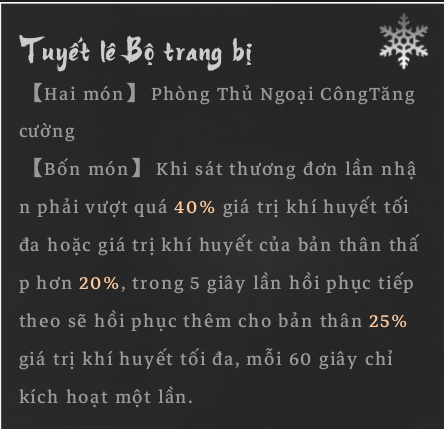 Tuyết lê Bộ trang bị
【Hai món】 Phòng Thủ Ngoại CôngTăng
cường
【Bốn món】 Khi sát thương đơn lần nhậ
n phải vượt quá 40% giá trị khí huyết tối
đa hoặc giá trị khí huyết của bản thân thấ
p hơn 20%, trong 5 giây lần hồi phục tiếp
theo sẽ hồi phục thêm cho bản thân 25%
giá trị khí huyết tối đa, mỗi 60 giây chỉ
kích hoạt một lần.